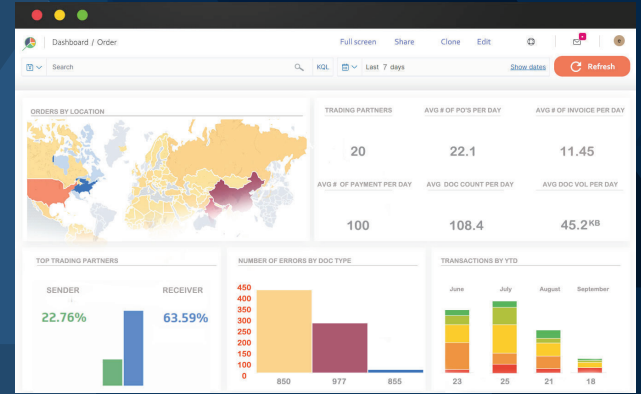 Dashboard / Order
Full screen Share Clone Edit
e
Search
KQL
Last 7 days
Show dates
Refresh
ORDERS BY LOCATION
TRADING PARTNERS AVG # OF PO'S PER DAY AVG # OF INVOICE PER DAY
20 22.1 11.45
AVG # OF PAYMENT PER DAY AVG DOC COUNT PER DAY AVG DOC VOL PER DAY
100 108.4 45.2 KB
TOP TRADING PARTNERS
SENDER RECEIVER
22.76% 63.59%
NUMBER OF ERRORS BY DOC TYPE
450
400
350
300
250
200
150
100
0
850 977 855
TRANSACTIONS BY YTD
June July August September
23 25 21 18